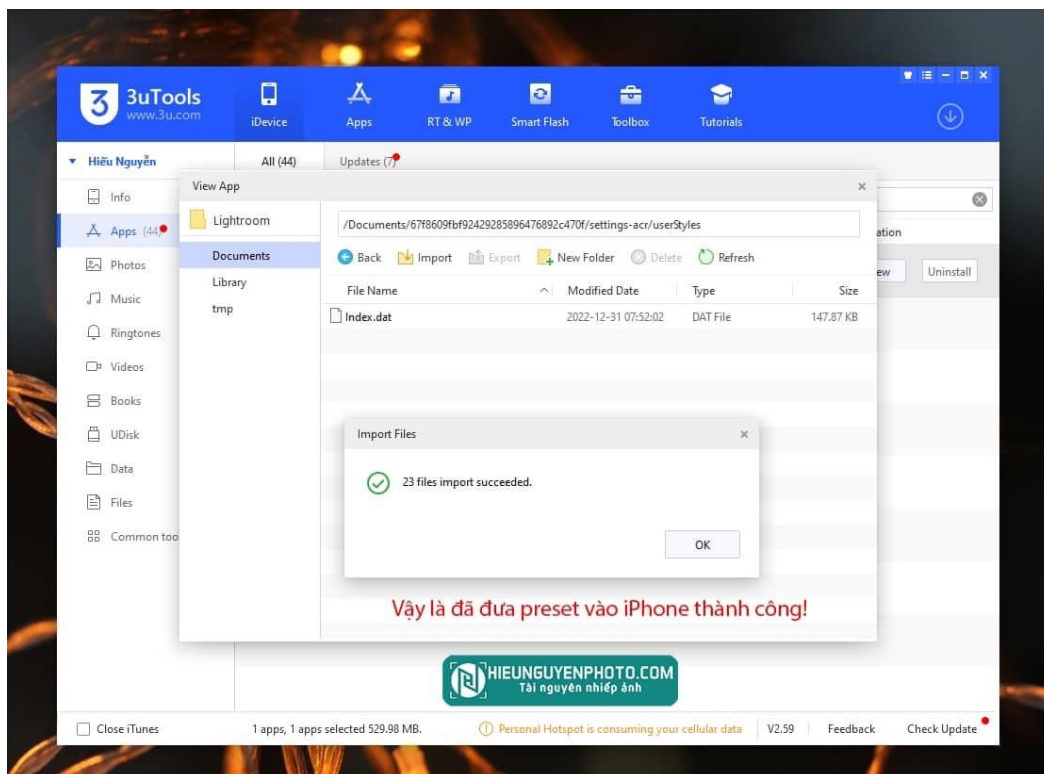 3uTools
www.3u.com
iDevice
Apps
RT & WP
Smart Flash
Toolbox
Tutorials
Hiếu Nguyễn
All (44)
Updates (7)
Info
Apps (44)
Photos
Music
Ringtones
Videos
Books
UDisk
Data
Files
Common too
View App
Lightroom
Documents
Library
tmp
/Documents/67f8609fbf92429285896476892c470f/settings-acr/userStyles
Back Import Export New Folder Delete Refresh
File Name Modified Date Type Size
Index.dat 2022-12-31 07:52:02 DAT File 147.87 KB
ation
ew
Uninstall
Import Files
23 files import succeeded.
OK
Vậy là đã đưa preset vào iPhone thành công!
HIEUNGUYENPHOTO.COM
Tài nguyên nhiếp ảnh
Close iTunes
1 apps, 1 apps selected 529.98 MB.
Personal Hotspot is consuming your cellular data
V2.59
Feedback
Check Update